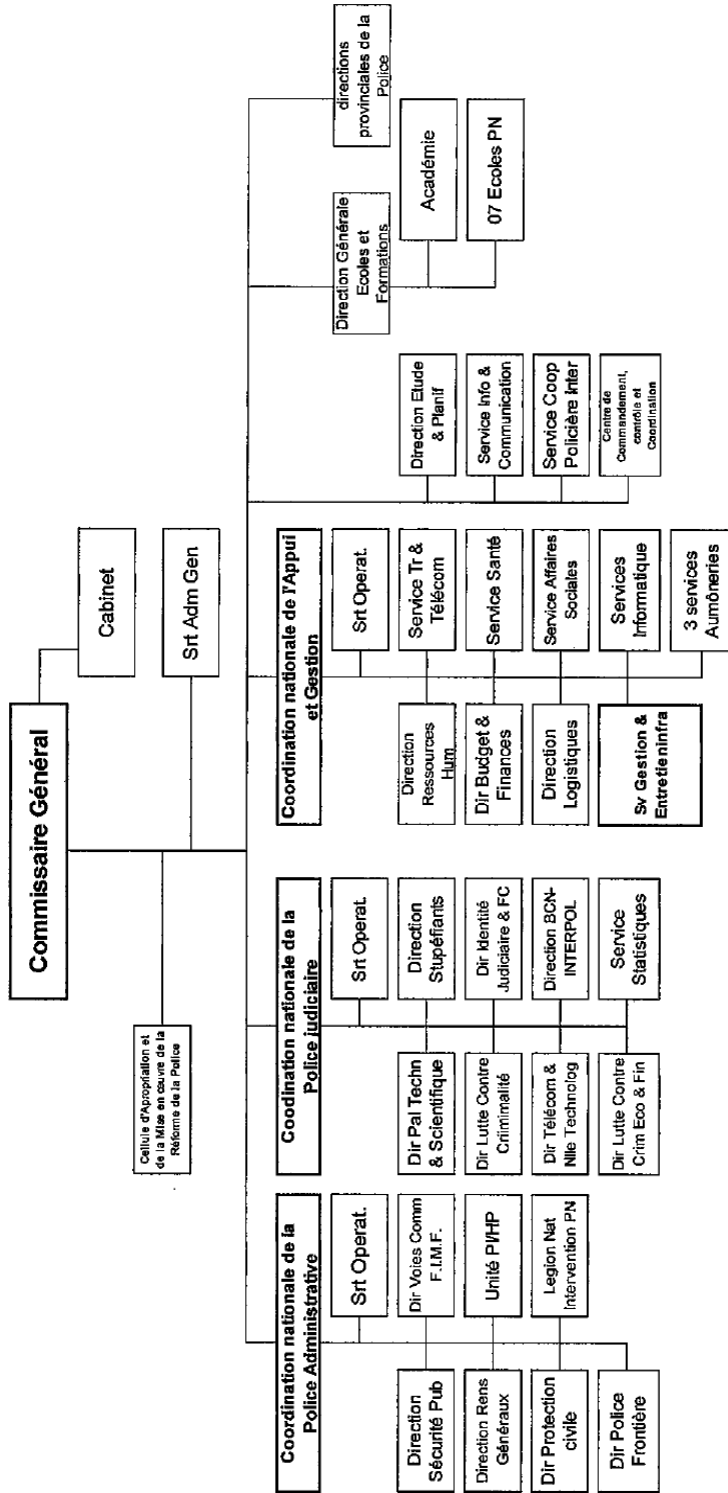 Commissaire Général
Cabinet
Cellule d'Apropriation et
de la Mise en œuvre de la
Réforme de la Police
Srt Adm Gen
Coordination nationale de la
Police Administrative
Srt Operat.
Direction
Sécurité Pub
Dir Voies Comm
F.I.M.F.
Direction Rens
Généraux
Unité PI/HP
Dir Protection
civile
Legion Nat
Intervention PN
Dir Police
Frontière
Coodination nationale de la
Police judiciaire
Srt Operat.
Dir Pal Techn
& Scientifique
Direction
Stupéfiants
Dir Lutte Contre
Criimimalité
Dir Identité
Judiciaire & FC
Dir Télécom &
Nlle Technolog
Direction BCN-
INTERPOL
Dir Lutte Contre
Crim Eco & Fin
Service
Statistiques
Coordination nationale de l'Appui
et Gestion
Srt Operat.
Direction
Ressources
Hum
Service Tr &
Télécom
Dir Budget &
Finances
Service Santé
Direction
Logistiques
Service Affaires
Sociales
Sv Gestion &
Entretieninfra
Services
Informatique
3 services
Aumôneries
Direction Etude
& Planif
Service Info &
Communication
Service Coop
Policière Inter
Centre de
Commandement,
contrôle et
Coordination
Direction Générale
Ecoles et
Formations
Académie
07 Ecoles PN
directions
provinciales de la
Police